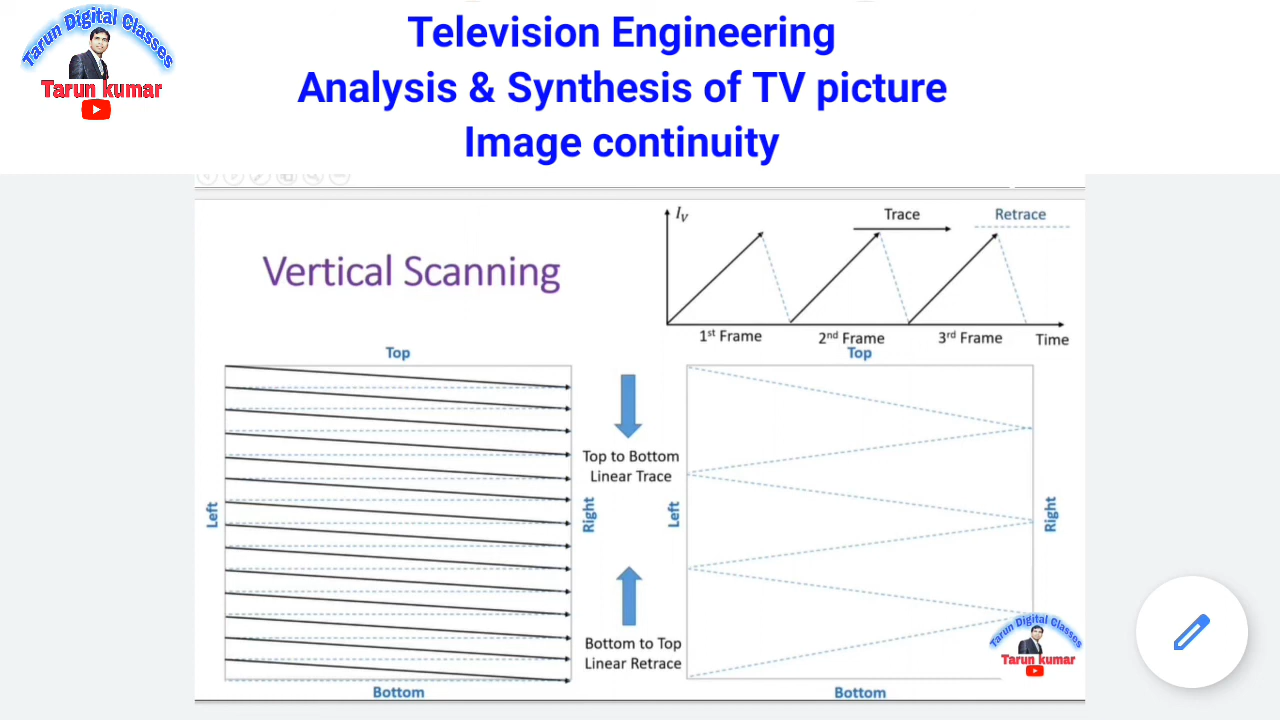 Tarun Digital Classes
Tarun kumar
Television Engineering
Analysis & Synthesis of TV picture
Image continuity
Vertical Scanning
I_V
Trace
Retrace
1st Frame
2nd Frame
3rd Frame
Time
Top
Left
Right
Bottom
Top to Bottom
Linear Trace
Bottom to Top
Linear Retrace
Top
Left
Right
Bottom
Tarun Digital Classes
Tarun kumar